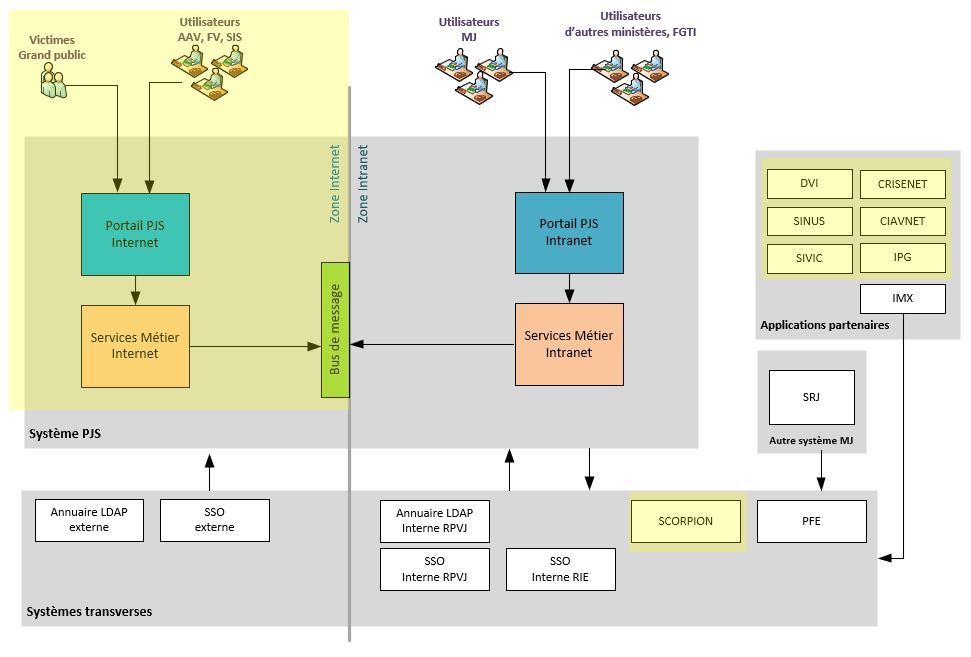 Victimes
Grand public
Utilisateurs
AAV, FV, SIS
Utilisateurs
MJ
Utilisateurs
d'autres ministères, FGTI
Zone Internet
Zone Intranet
Portail PJS
Internet
Portail PJS
Intranet
Services Métier
Internet
Bus de message
Services Métier
Intranet
Système PJS
DVI
CRISENET
SINUS
CIAVNET
SIVIC
IPG
IMX
Applications partenaires
SRJ
Autre système MJ
Annuaire LDAP
externe
SSO
externe
Annuaire LDAP
Interne RPVJ
SSO
Interne RPVJ
SSO
Interne RIE
SCORPION
PFE
Systèmes transverses